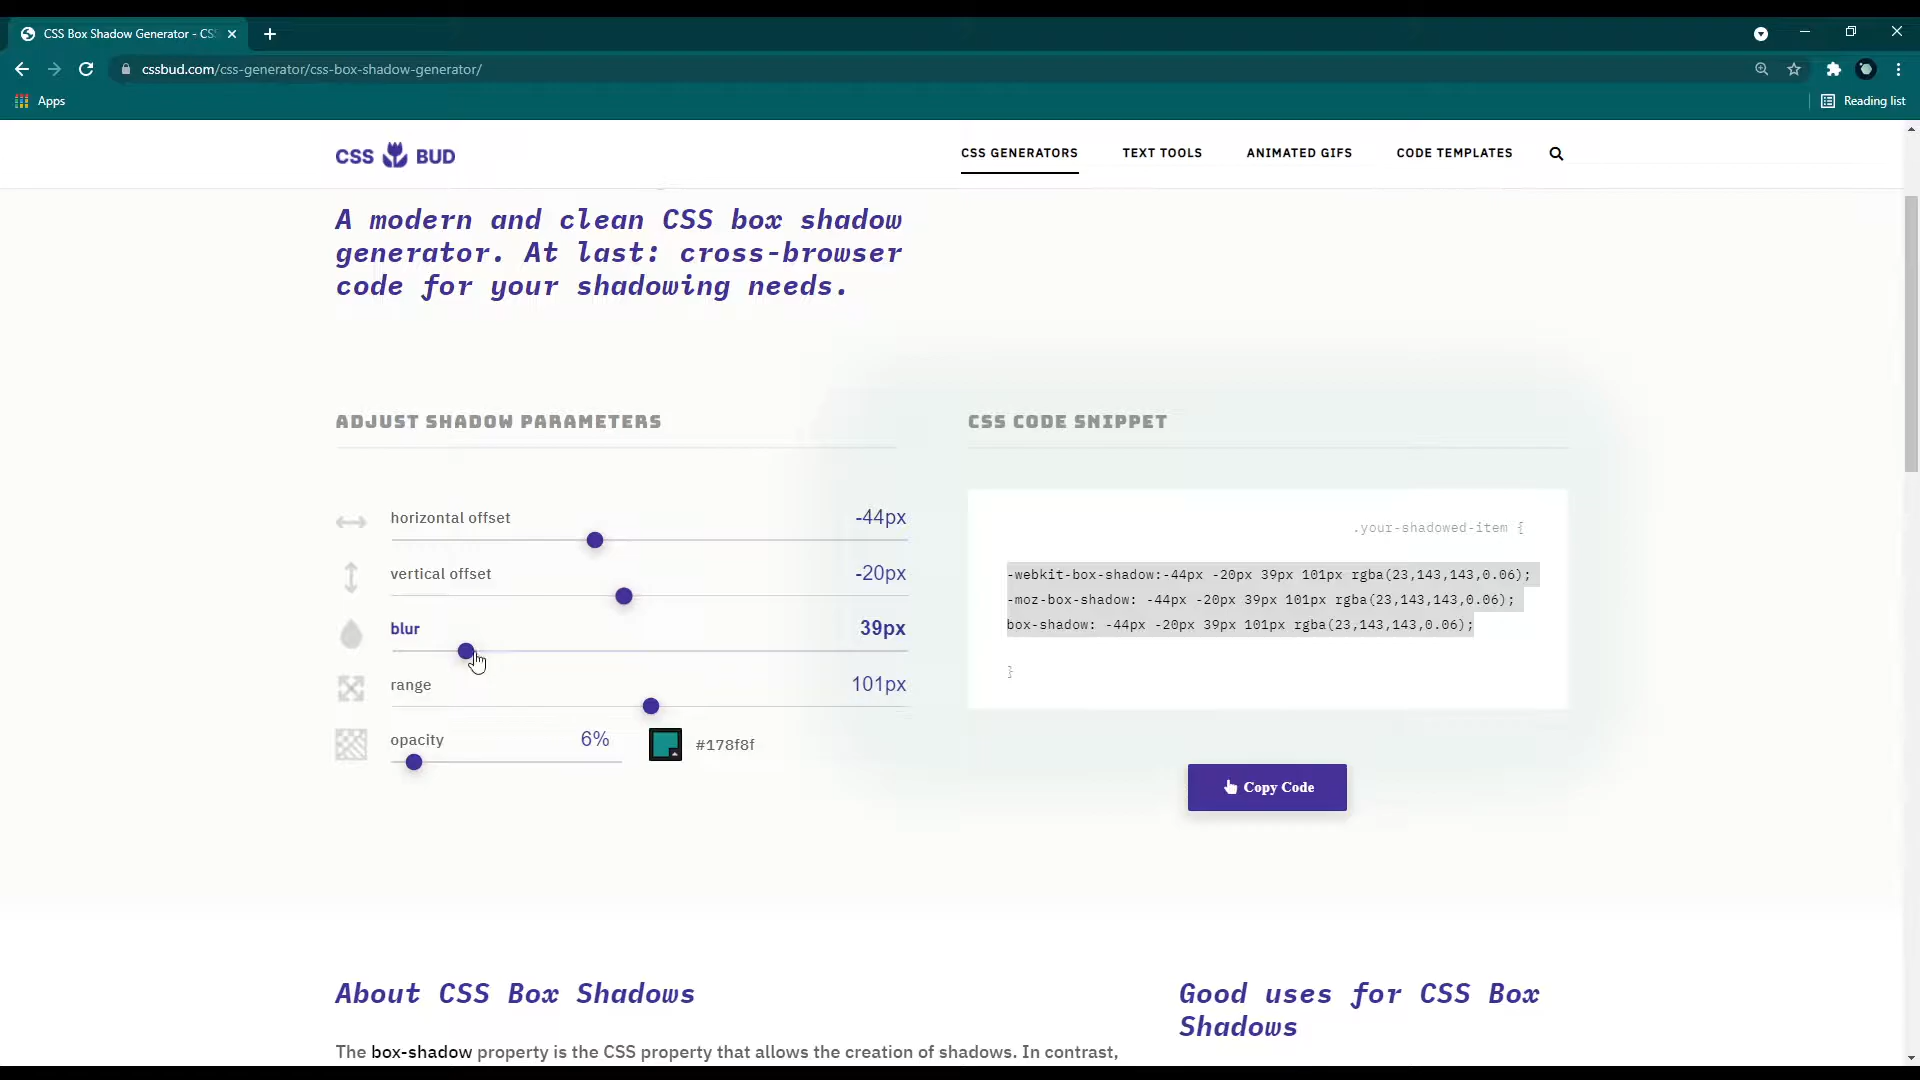 CSS Box Shadow Generator - CS
cssbud.com/css-generator/css-box-shadow-generator/
Apps
Reading list
CSS BUD
CSS GENERATORS
TEXT TOOLS
ANIMATED GIFS
CODE TEMPLATES
A modern and clean CSS box shadow
generator. At last: cross-browser
code for your shadowing needs.
ADJUST SHADOW PARAMETERS
horizontal offset -44px
vertical offset -20px
blur 39px
range 101px
opacity 6% #178f8f
CSS CODE SNIPPET
.your-shadowed-item {
-webkit-box-shadow:-44px -20px 39px 101px rgba(23,143,143,0.06);
-moz-box-shadow: -44px -20px 39px 101px rgba(23,143,143,0.06);
box-shadow: -44px -20px 39px 101px rgba(23,143,143,0.06);
}
Copy Code
About CSS Box Shadows
The box-shadow property is the CSS property that allows the creation of shadows. In contrast,
Good uses for CSS Box
Shadows